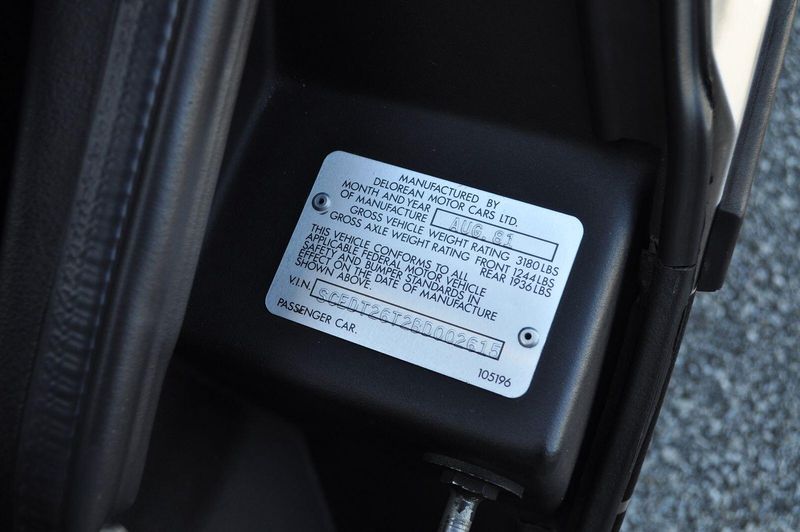 MANUFACTURED BY
DELOREAN MOTOR CARS LTD.
MONTH AND YEAR
OF MANUFACTURE AUG 81
GROSS VEHICLE WEIGHT RATING 3180 LBS
GROSS AXLE WEIGHT RATING FRONT 1244 LBS
REAR 1936 LBS
THIS VEHICLE CONFORMS TO ALL
APPLICABLE FEDERAL MOTOR VEHICLE
SAFETY AND BUMPER STANDARDS IN
EFFECT ON THE DATE OF MANUFACTURE
SHOWN ABOVE.
V.I.N. SCEDT26T2BD002615
PASSENGER CAR.
105196